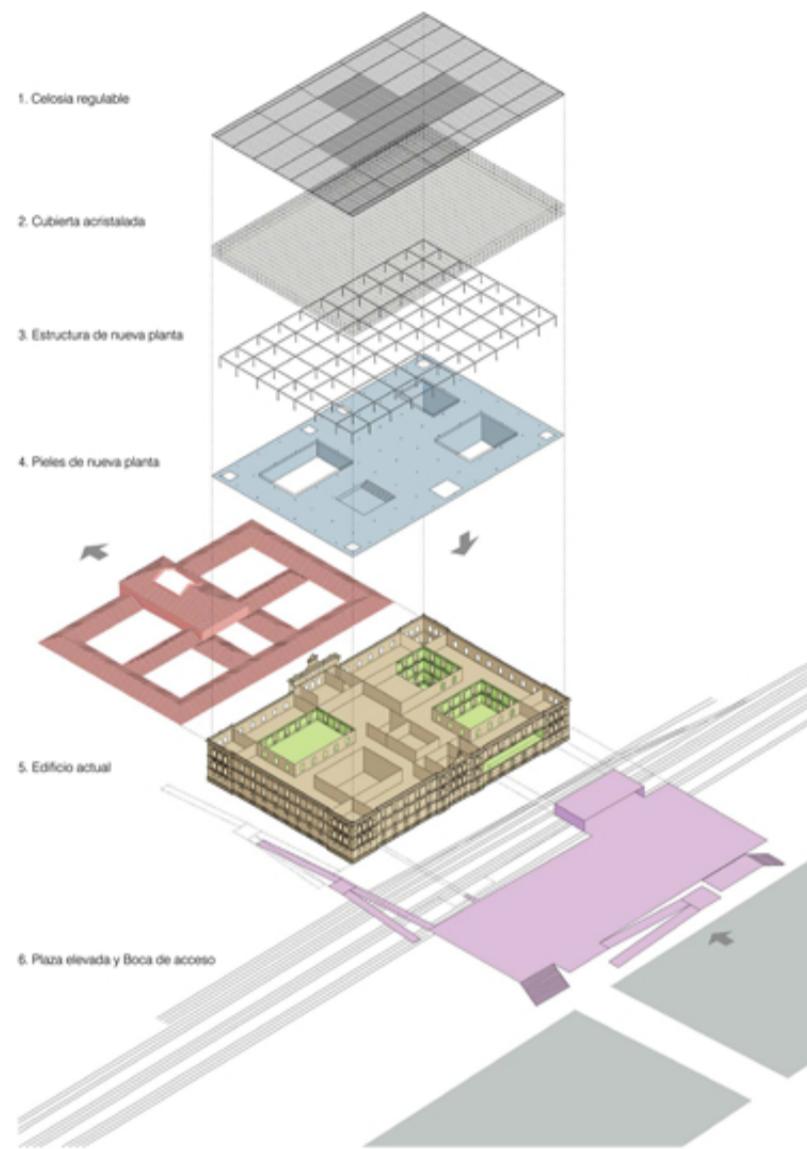 1. Celosia regulable
2. Cubierta acristalada
3. Estructura de nueva planta
4. Pieles de nueva planta
5. Edificio actual
6. Plaza elevada y Boca de acceso